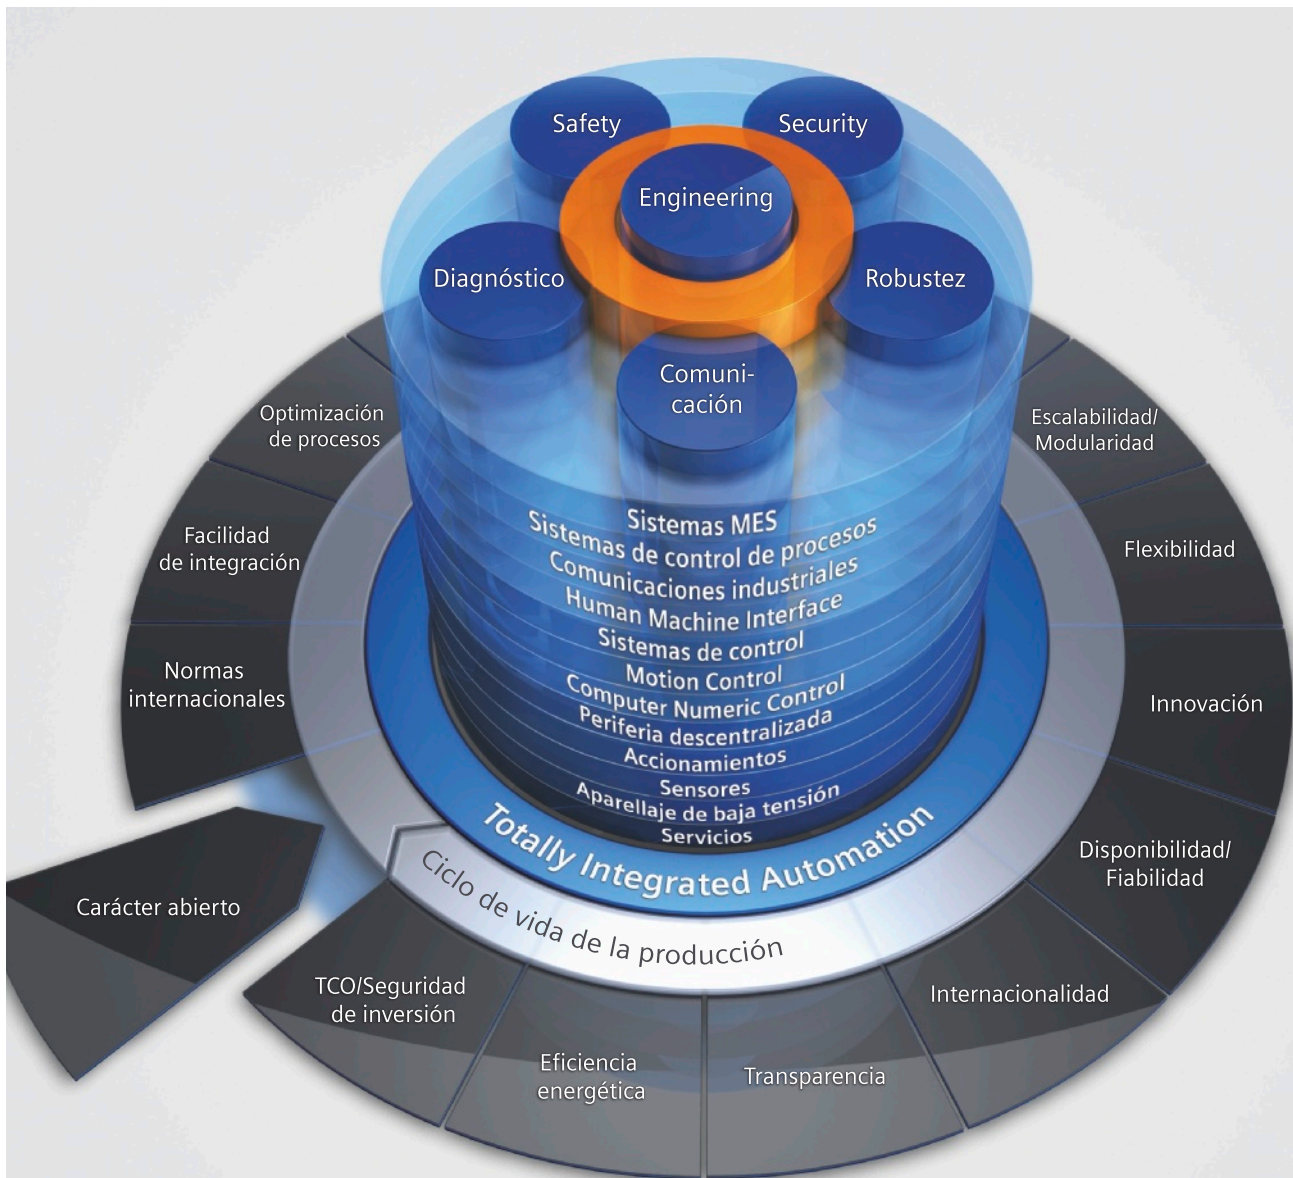 Safety
Security
Engineering
Diagnóstico
Robustez
Comuni-
cación
Optimización
de procesos
Escalabilidad/
Modularidad
Facilidad
de integración
Flexibilidad
Normas
internacionales
Innovación
Sistemas MES
Sistemas de control de procesos
Comunicaciones industriales
Human Machine Interface
Sistemas de control
Motion Control
Computer Numeric Control
Periferia descentralizada
Accionamientos
Sensores
Aparellaje de baja tensión
Servicios
Totally Integrated Automation
Ciclo de vida de la producción
Disponibilidad/
Fiabilidad
Carácter abierto
TCO/Seguridad
de inversión
Internacionalidad
Eficiencia
energética
Transparencia